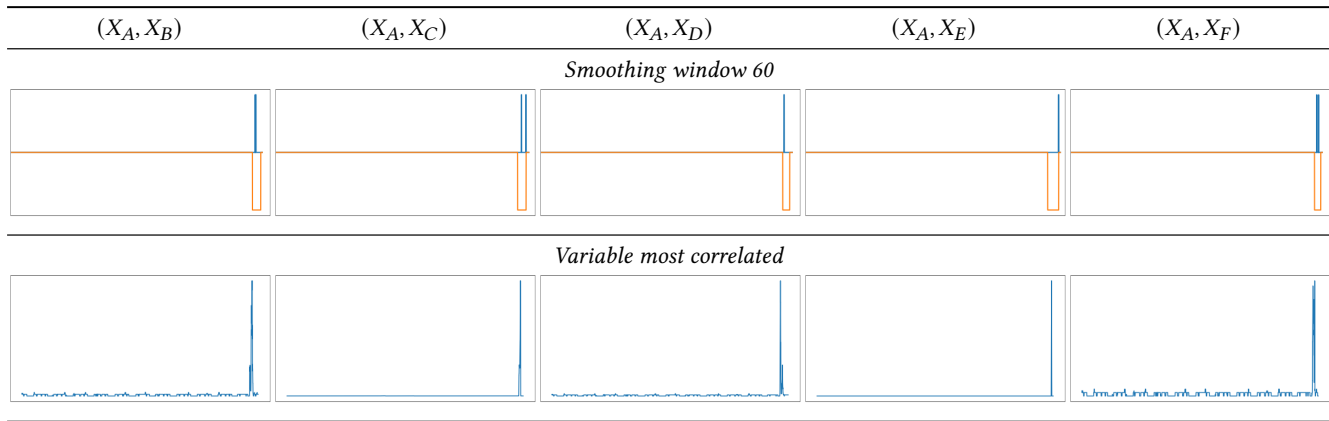 (X_A, X_B) (X_A, X_C) (X_A, X_D) (X_A, X_E) (X_A, X_F)
Smoothing window 60
Variable most correlated